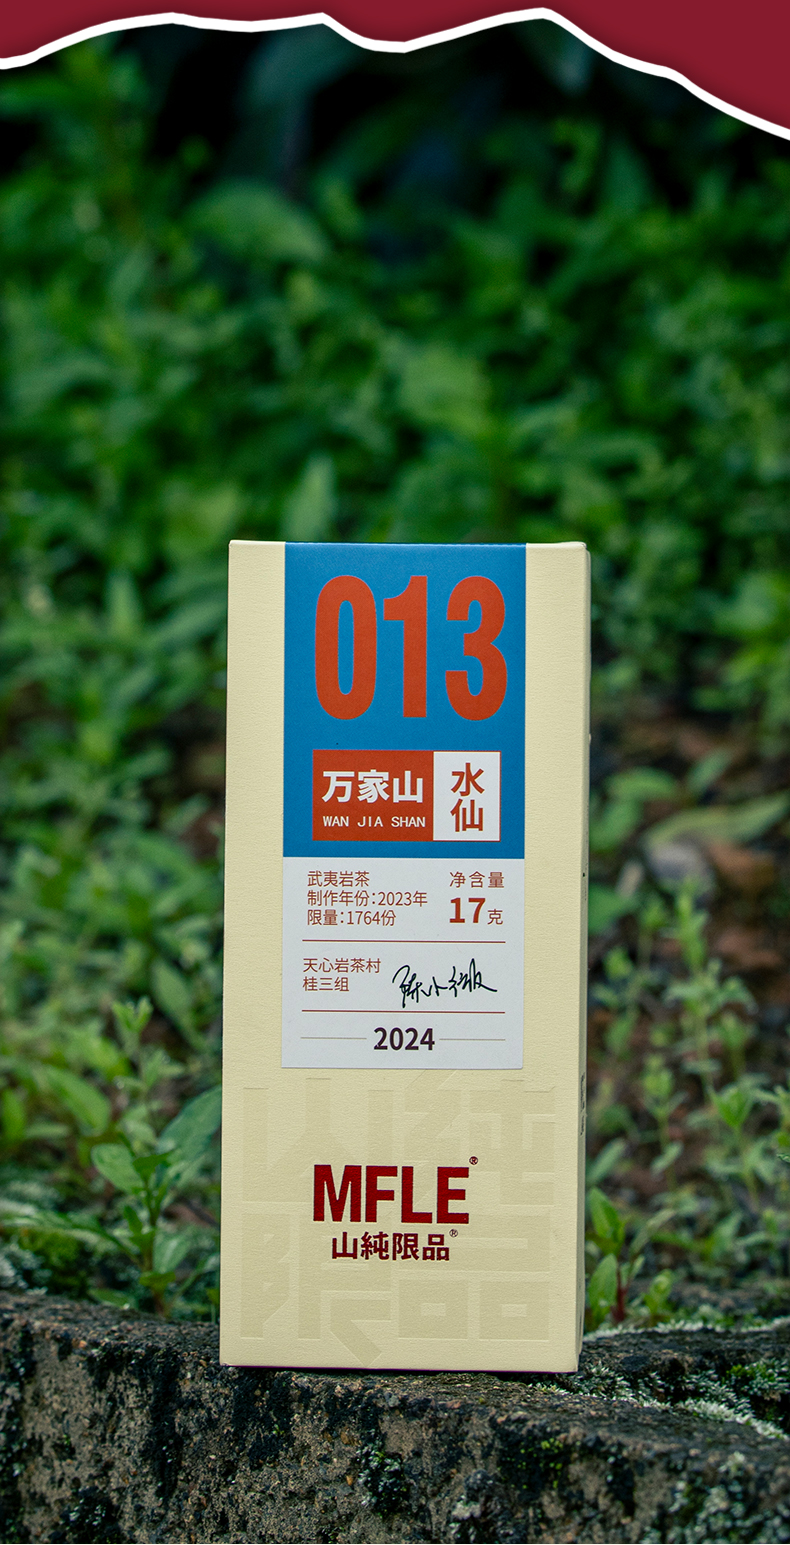 013
万家山
WAN JIA SHAN
水仙
武夷岩茶
制作年份:2023年
限量:1764份
净含量
17克
天心岩茶村
桂三组
2024
MFLE®
山純限品®